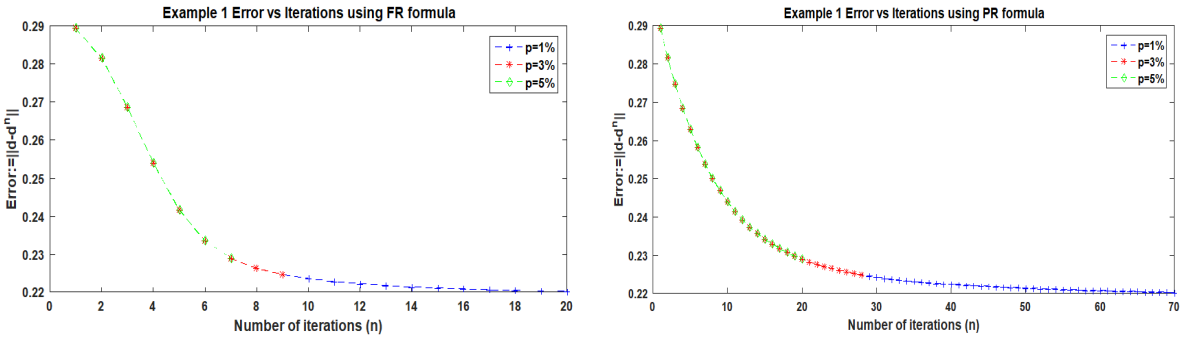 Example 1 Error vs Iterations using FR formula
0.29
0.28
0.27
0.26
0.25
0.24
0.23
0.22
Error:=||d-dⁿ||
p=1%
p=3%
p=5%
0 2 4 6 8 10 12 14 16 18 20
Number of iterations (n)
Example 1 Error vs Iterations using PR formula
0.29
0.28
0.27
0.26
0.25
0.24
0.23
0.22
Error:=||d-dⁿ||
p=1%
p=3%
p=5%
0 10 20 30 40 50 60 70
Number of iterations (n)